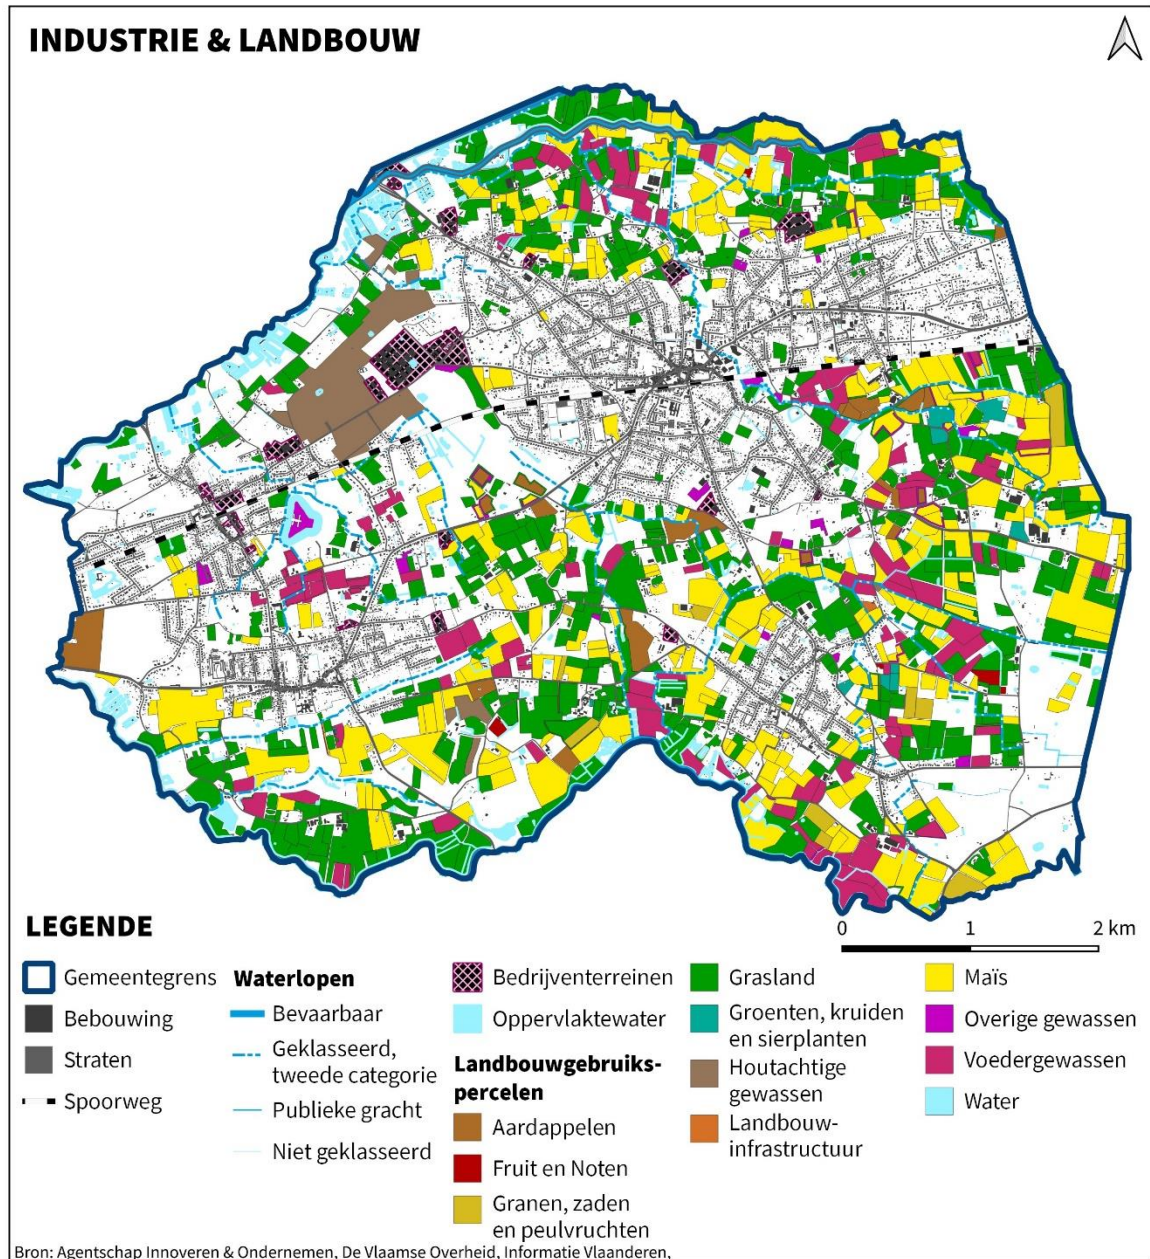 INDUSTRIE & LANDBOUW
LEGENDE
0 1 2 km
Gemeentegrens
Bebouwing
Straten
Spoorweg
Waterlopen
Bevaarbaar
Geklasseerd,
tweede categorie
Publieke gracht
Niet geklasseerd
Bedrijventerreinen
Oppervlaktewater
Landbouwgebruiks-
percelen
Aardappelen
Fruit en Noten
Granen, zaden
en peulvruchten
Grasland
Groenten, kruiden
en sierplanten
Houtachtige
gewassen
Landbouw-
infrastructuur
Maïs
Overige gewassen
Voedergewassen
Water
Bron: Agentschap Innoveren & Ondernemen, De Vlaamse Overheid, Informatie Vlaanderen,